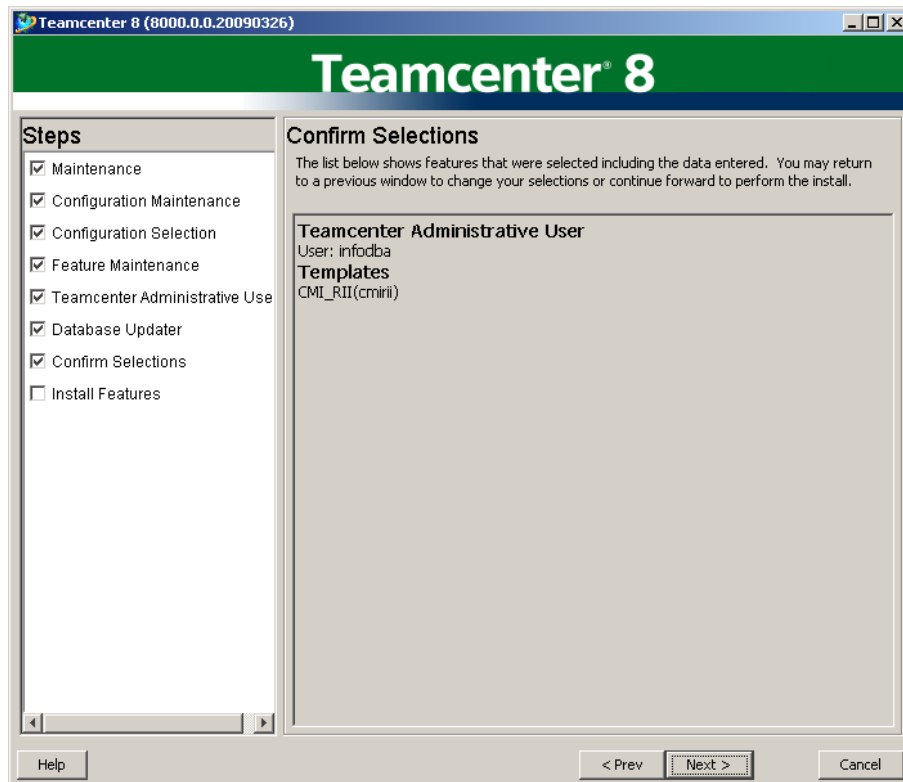 Teamcenter 8 (8000.0.0.20090326)
Teamcenter® 8
Steps
Maintenance
Configuration Maintenance
Configuration Selection
Feature Maintenance
Teamcenter Administrative Use
Database Updater
Confirm Selections
Install Features
Confirm Selections
The list below shows features that were selected including the data entered. You may return
to a previous window to change your selections or continue forward to perform the install.
Teamcenter Administrative User
User: infodba
Templates
CMI_RII(cmirii)
Help
< Prev
Next >
Cancel